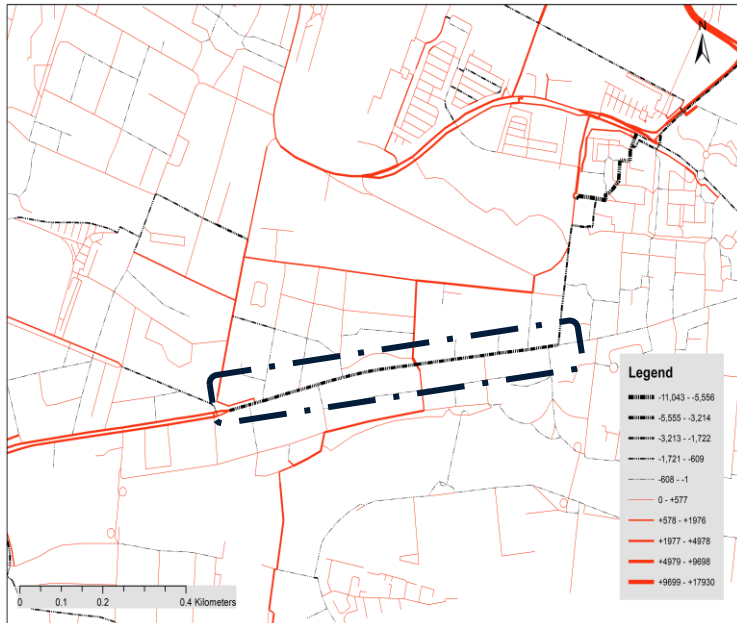 N
Legend
-11,043 - -5,556
-5,555 - -3,214
-3,213 - -1,722
-1,721 - -609
-608 - -1
0 - +577
+578 - +1976
+1977 - +4978
+4979 - +9698
+9699 - +17930
0 0.1 0.2 0.4 Kilometers